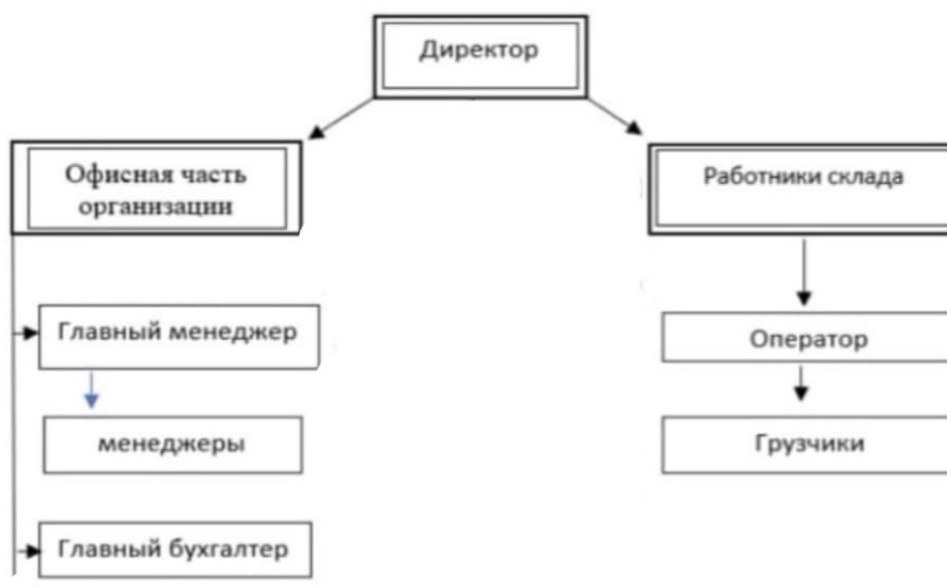 Директор
Офисная часть
организации
Работники склада
Главный менеджер
Оператор
менеджеры
Грузчики
Главный бухгалтер